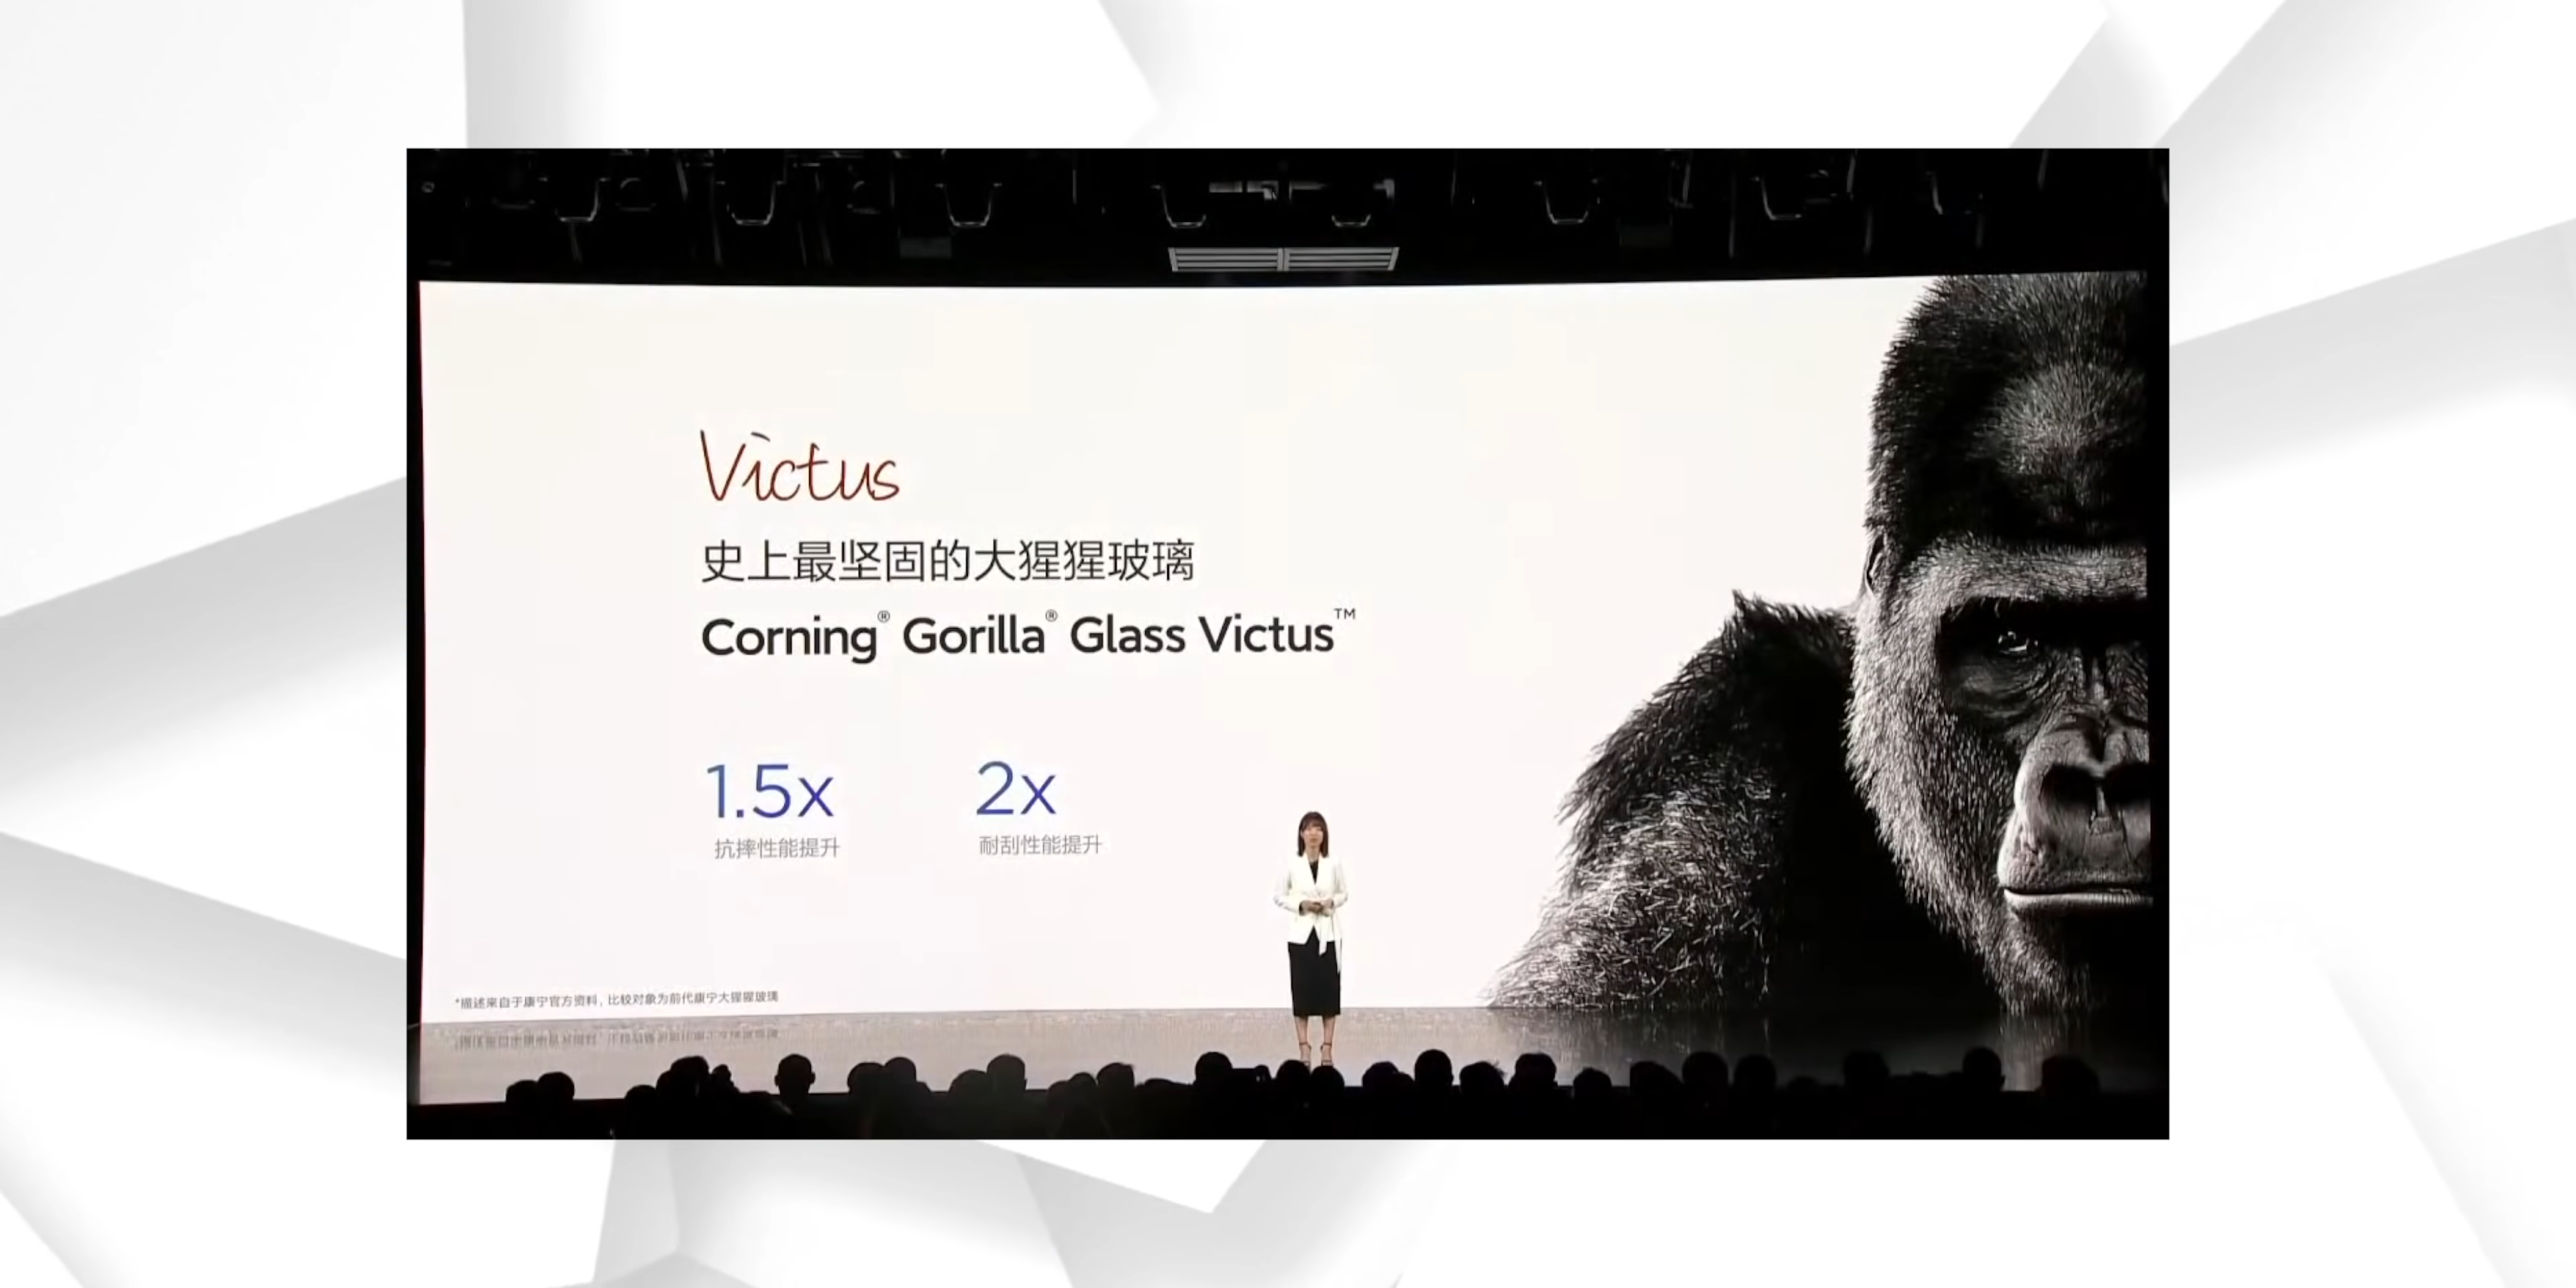 Victus
史上最坚固的大猩猩玻璃
Corning® Gorilla® Glass Victus™
1.5x 2x
抗摔性能提升 耐刮性能提升
*描述来自于康宁官方资料，比较对象为前代康宁大猩猩玻璃